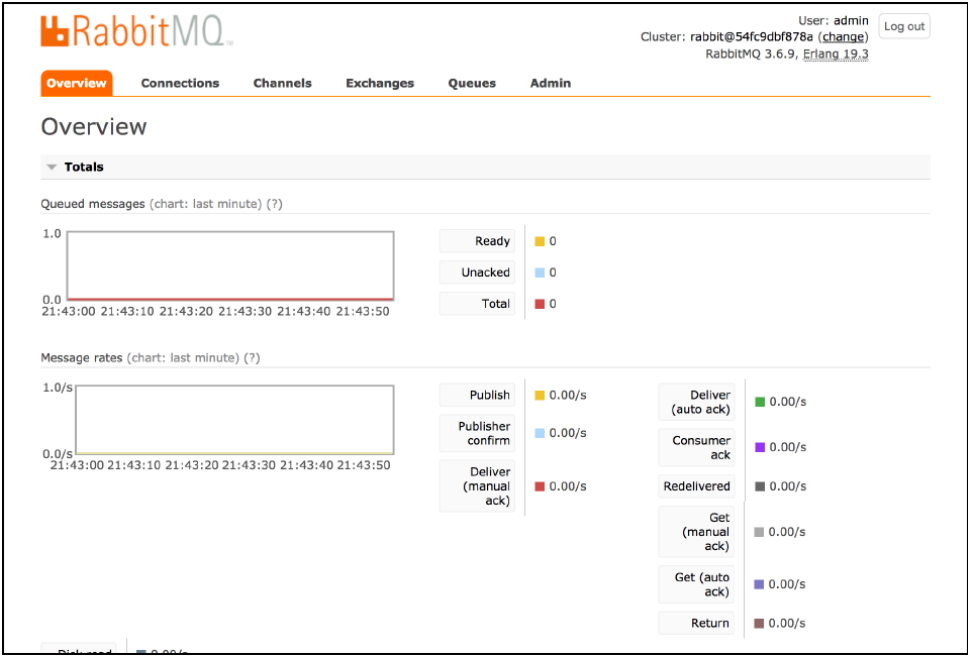 RabbitMQ
User: admin
Cluster: rabbit@54fc9dbf878a (change)
RabbitMQ 3.6.9, Erlang 19.3
Log out
Overview Connections Channels Exchanges Queues Admin
Overview
Totals
Queued messages (chart: last minute) (?)
1.0
0.0
21:43:00 21:43:10 21:43:20 21:43:30 21:43:40 21:43:50
Ready 0
Unacked 0
Total 0
Message rates (chart: last minute) (?)
1.0/s
0.0/s
21:43:00 21:43:10 21:43:20 21:43:30 21:43:40 21:43:50
Publish 0.00/s
Publisher
confirm 0.00/s
Deliver
(manual 0.00/s
ack)
Deliver
(auto ack) 0.00/s
Consumer
ack 0.00/s
Redelivered 0.00/s
Get
(manual 0.00/s
ack)
Get (auto
ack) 0.00/s
Return 0.00/s
Disk read 0.00/s